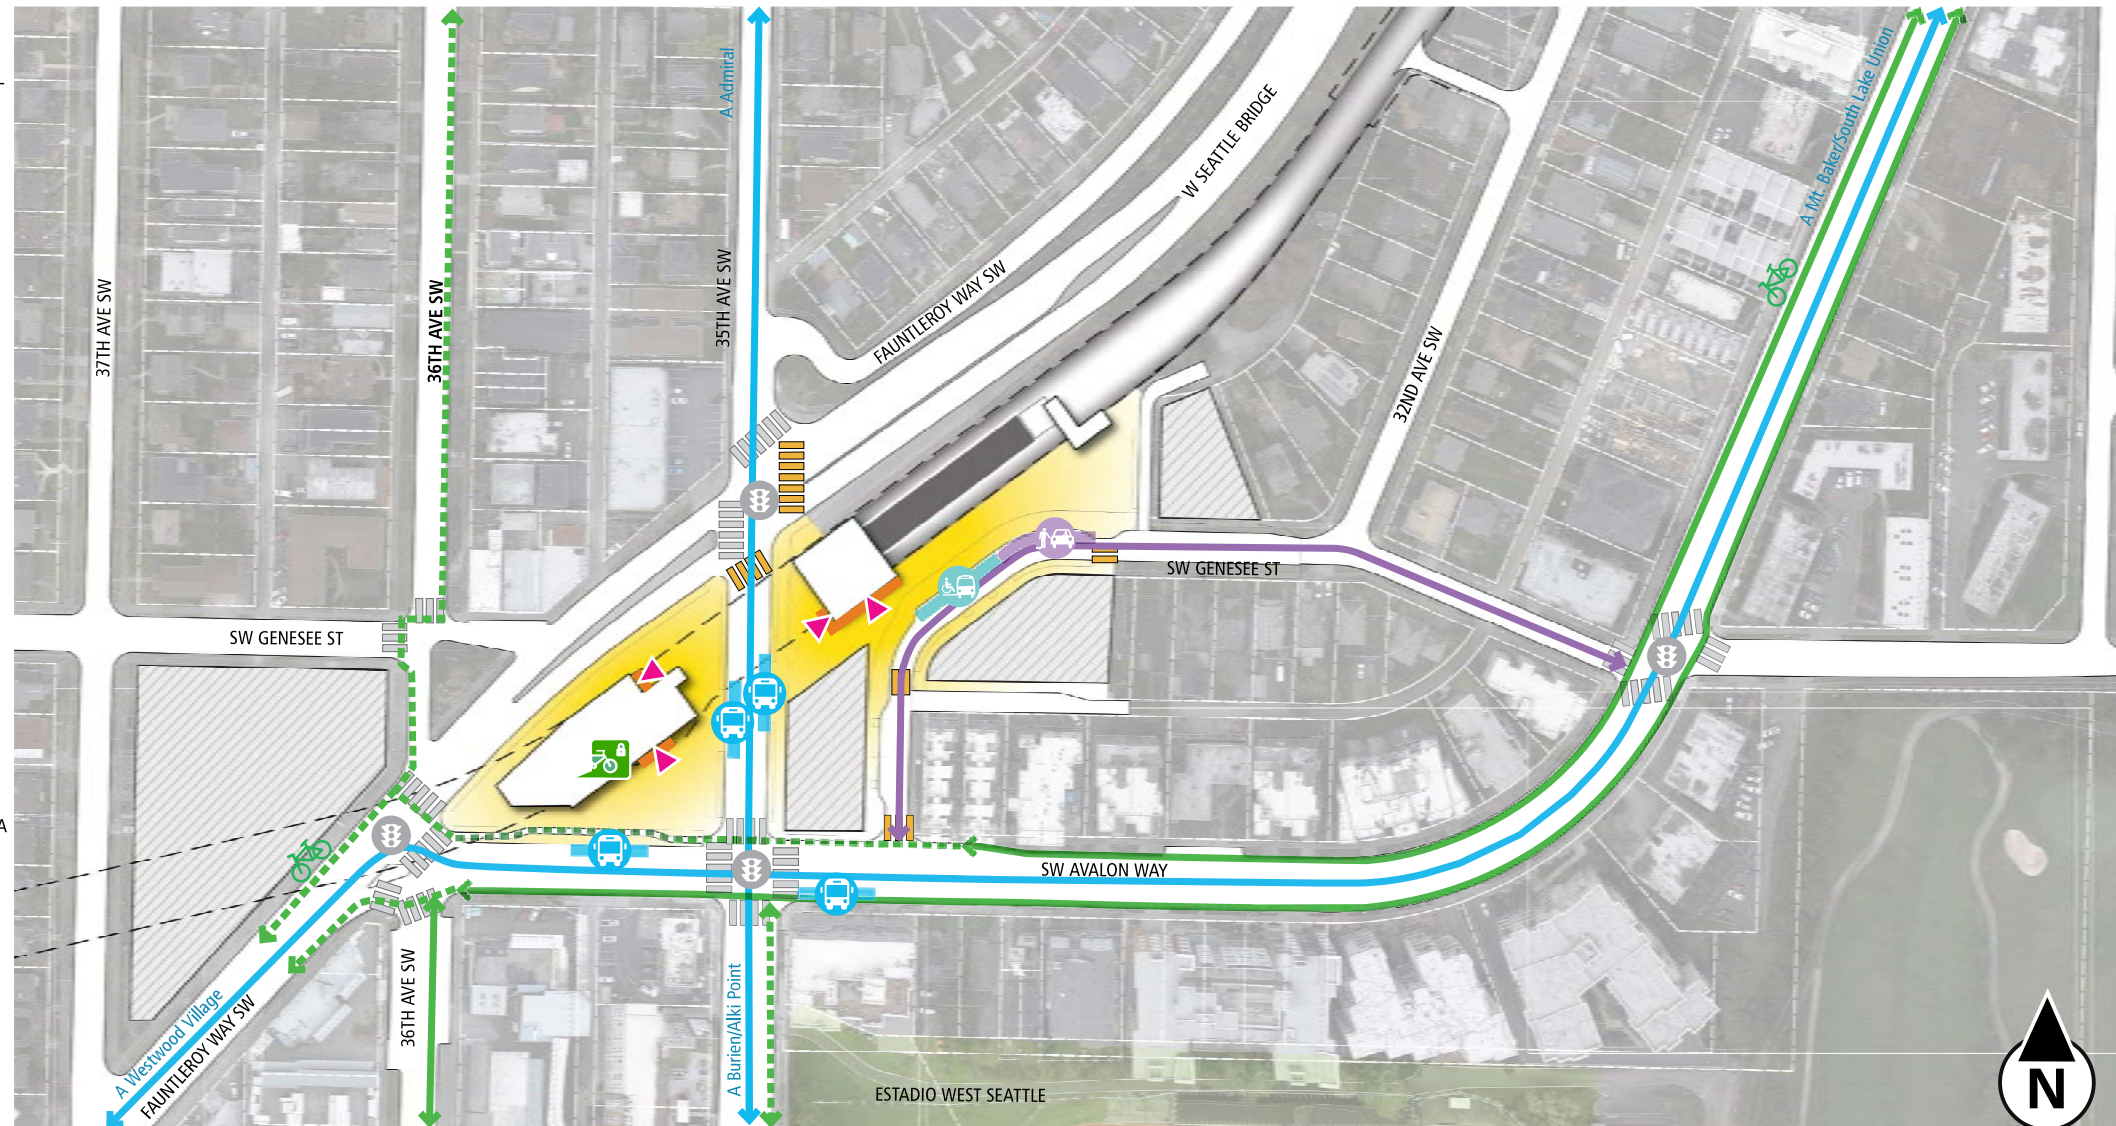 A Admiral
A Mt. Baker/South Lake Union
W SEATTLE BRIDGE
37TH AVE SW
36TH AVE SW
35TH AVE SW
FAUNTLEROY WAY SW
32ND AVE SW
SW GENESEE ST
SW GENESEE ST
A
SW AVALON WAY
36TH AVE SW
A Westwood Village
FAUNTLEROY WAY SW
A Burien/Alki Point
ESTADIO WEST SEATTLE
N